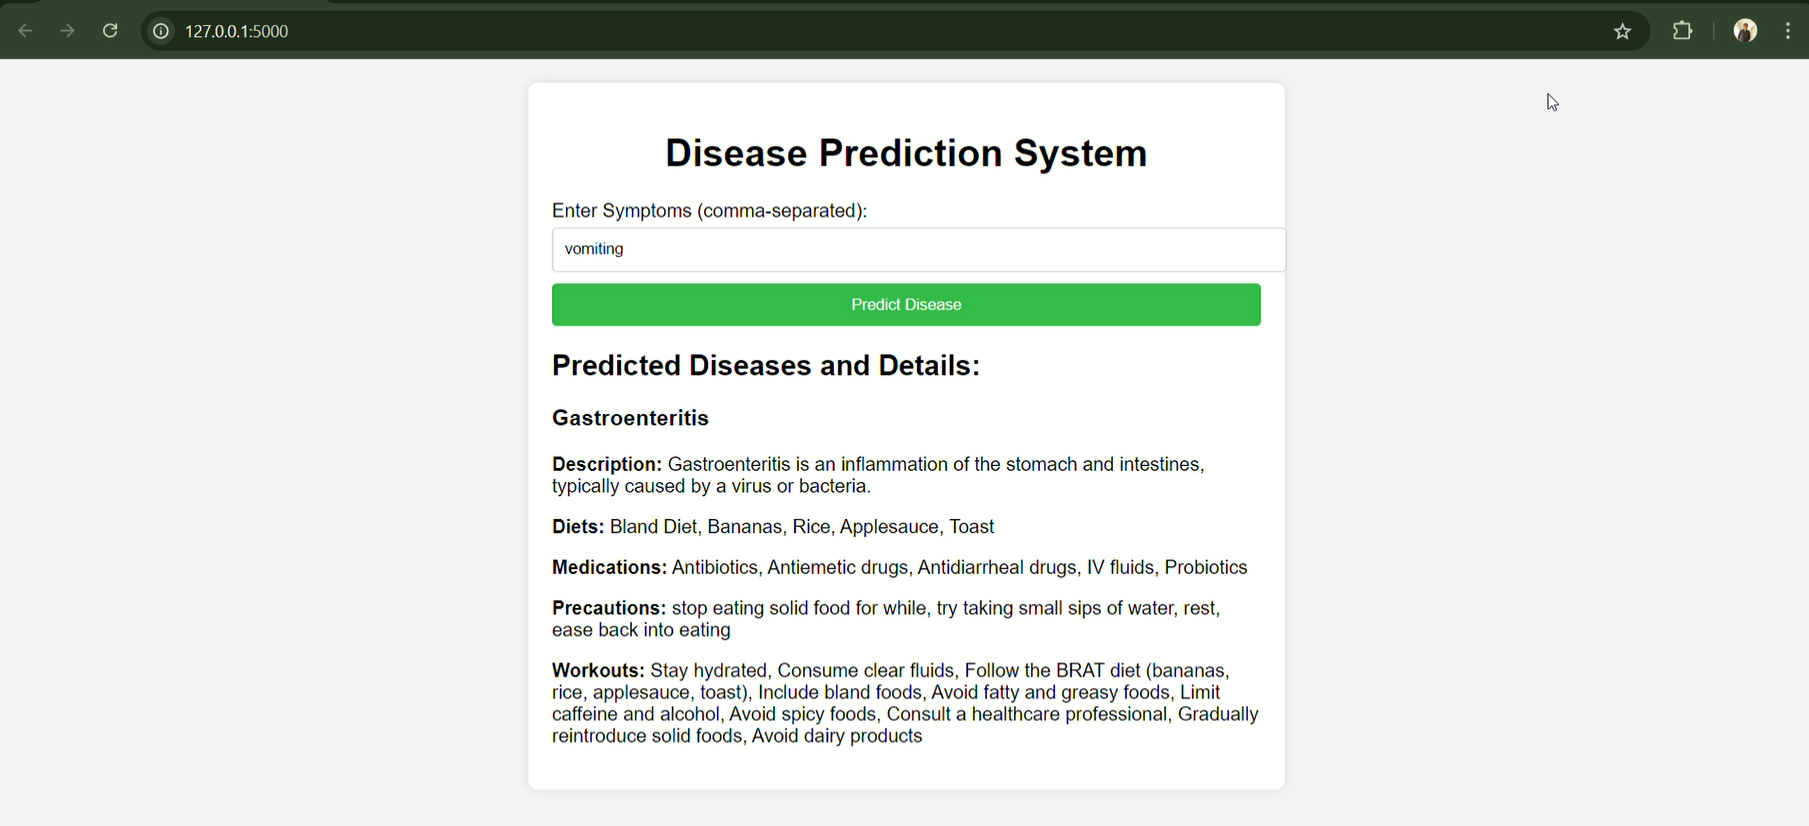 127.0.0.1:5000
Disease Prediction System
Enter Symptoms (comma-separated):
vomiting
Predict Disease
Predicted Diseases and Details:
Gastroenteritis
Description: Gastroenteritis is an inflammation of the stomach and intestines,
typically caused by a virus or bacteria.
Diets: Bland Diet, Bananas, Rice, Applesauce, Toast
Medications: Antibiotics, Antiemetic drugs, Antidiarrheal drugs, IV fluids, Probiotics
Precautions: stop eating solid food for while, try taking small sips of water, rest,
ease back into eating
Workouts: Stay hydrated, Consume clear fluids, Follow the BRAT diet (bananas,
rice, applesauce, toast), Include bland foods, Avoid fatty and greasy foods, Limit
caffeine and alcohol, Avoid spicy foods, Consult a healthcare professional, Gradually
reintroduce solid foods, Avoid dairy products